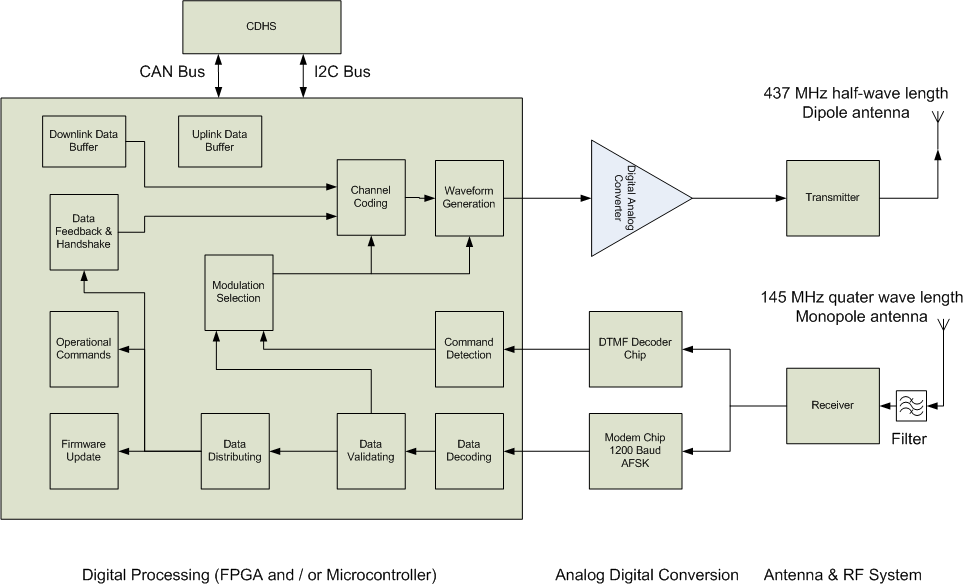 CDHS
CAN Bus
I2C Bus
437 MHz half-wave length
Dipole antenna
Downlink Data
Buffer
Uplink Data
Buffer
Channel
Coding
Waveform
Generation
Digital Analog
Converter
Transmitter
Data
Feedback &
Handshake
Modulation
Selection
145 MHz quater wave length
Monopole antenna
Operational
Commands
Command
Detection
DTMF Decoder
Chip
Receiver
Filter
Firmware
Update
Data
Distributing
Data
Validating
Data
Decoding
Modem Chip
1200 Baud
AFSK
Digital Processing (FPGA and / or Microcontroller)
Analog Digital Conversion
Antenna & RF System